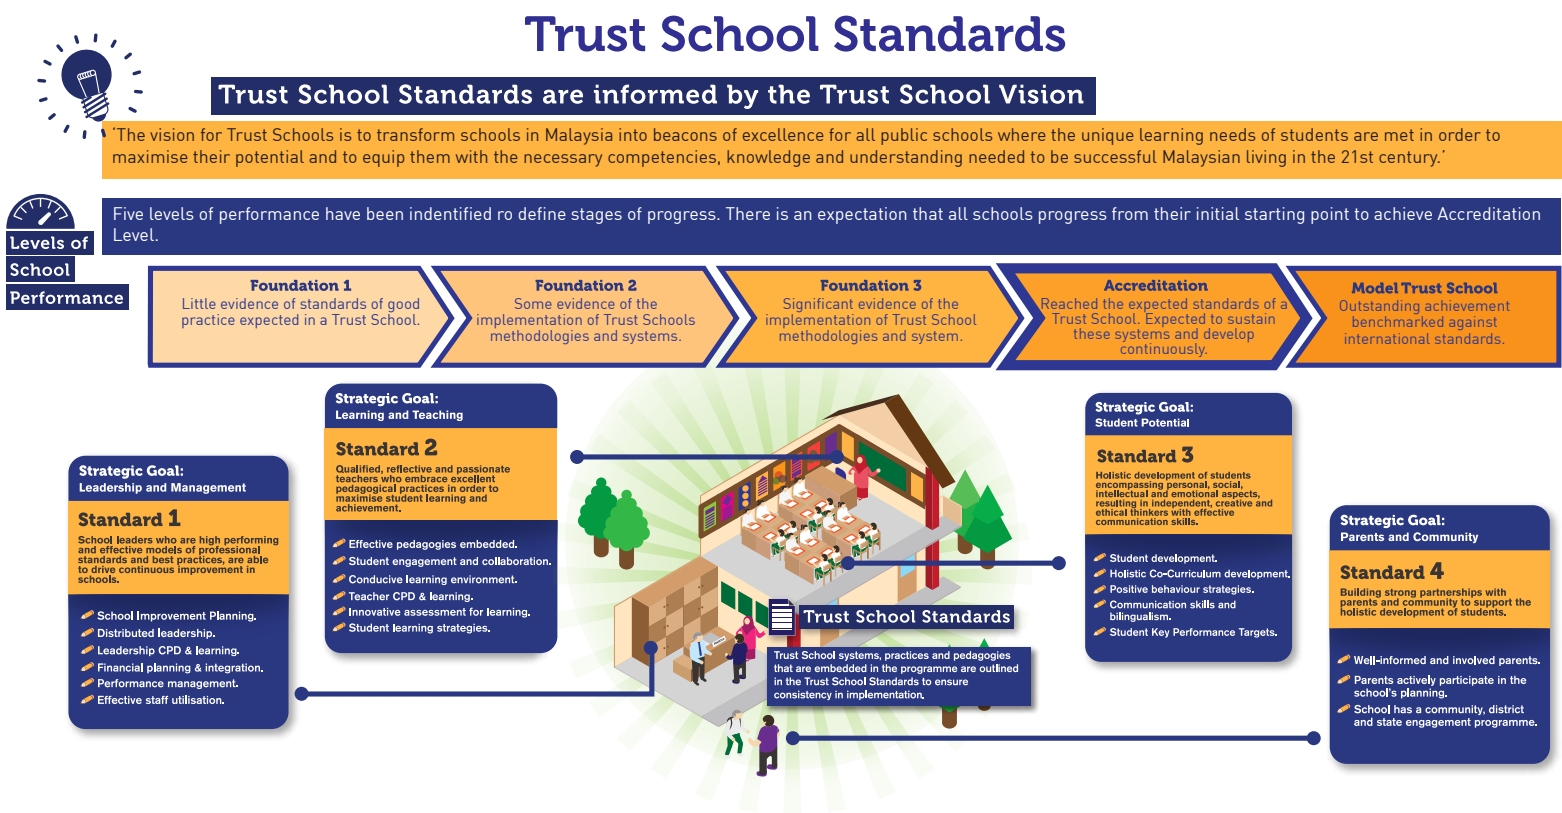 Trust School Standards
Trust School Standards are informed by the Trust School Vision
‘The vision for Trust Schools is to transform schools in Malaysia into beacons of excellence for all public schools where the unique learning needs of students are met in order to
maximise their potential and to equip them with the necessary competencies, knowledge and understanding needed to be successful Malaysian living in the 21st century.’
Levels of
School
Performance
Five levels of performance have been indentified ro define stages of progress. There is an expectation that all schools progress from their initial starting point to achieve Accreditation
Level.
Foundation 1
Little evidence of standards of good
practice expected in a Trust School.
Foundation 2
Some evidence of the
implementation of Trust Schools
methodologies and systems.
Foundation 3
Significant evidence of the
implementation of Trust School
methodologies and system.
Accreditation
Reached the expected standards of a
Trust School. Expected to sustain
these systems and develop
continuously.
Model Trust School
Outstanding achievement
benchmarked against
international standards.
Strategic Goal:
Leadership and Management
Standard 1
School leaders who are high performing
and effective models of professional
standards and best practices, are able
to drive continuous improvement in
schools.
School Improvement Planning.
Distributed leadership.
Leadership CPD & learning.
Financial planning & integration.
Performance management.
Effective staff utilisation.
Strategic Goal:
Learning and Teaching
Standard 2
Qualified, reflective and passionate
teachers who embrace excellent
pedagogical practices in order to
maximise student learning and
achievement.
Effective pedagogies embedded.
Student engagement and collaboration.
Conducive learning environment.
Teacher CPD & learning.
Innovative assessment for learning.
Student learning strategies.
Trust School Standards
Trust School systems, practices and pedagogies
that are embedded in the programme are outlined
in the Trust School Standards to ensure
consistency in implementation.
Strategic Goal:
Student Potential
Standard 3
Holistic development of students
encompassing personal, social,
intellectual and emotional aspects,
resulting in independent, creative and
ethical thinkers with effective
communication skills.
Student development.
Holistic Co-Curriculum development.
Positive behaviour strategies.
Communication skills and
bilingualism.
Student Key Performance Targets.
Strategic Goal:
Parents and Community
Standard 4
Building strong partnerships with
parents and community to support the
holistic development of students.
Well-informed and involved parents.
Parents actively participate in the
school's planning.
School has a community, district
and state engagement programme.